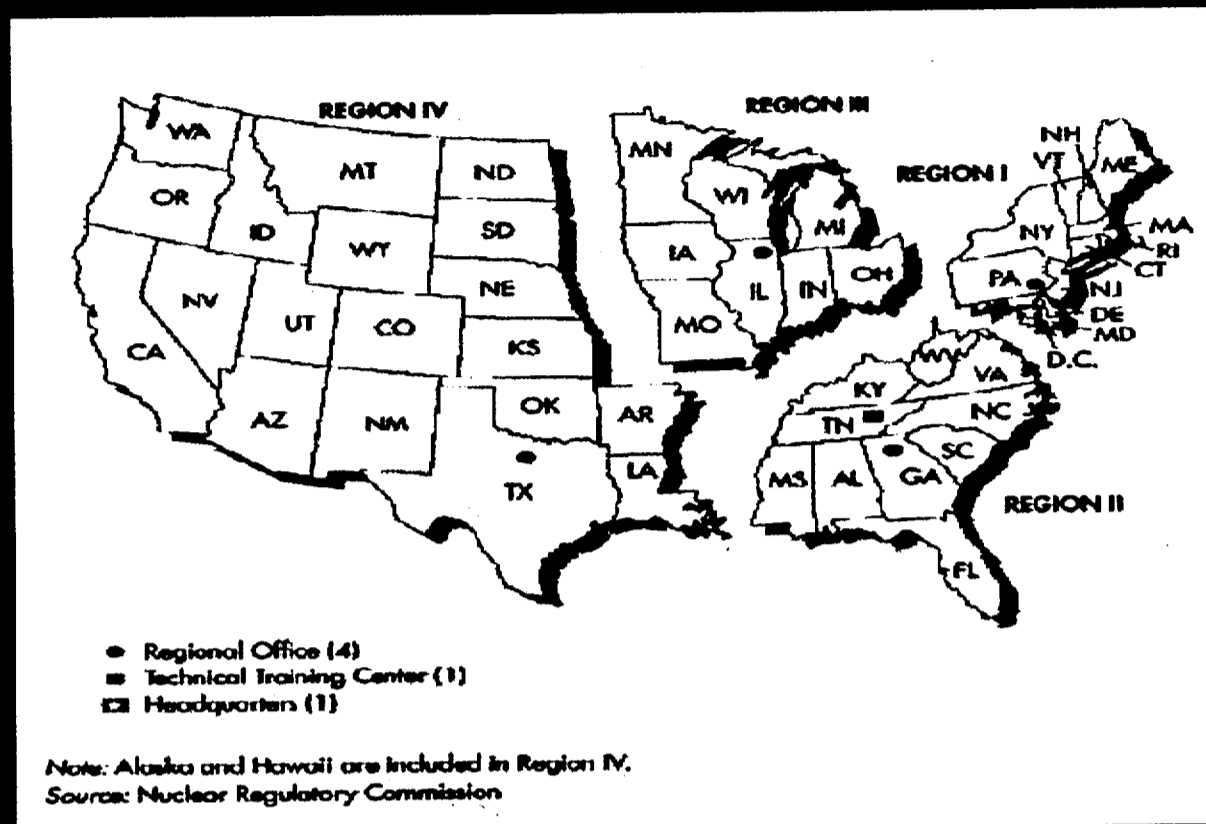 REGION IV
REGION III
REGION I
NH
VT
ME
WA
MT
ND
MN
WI
MI
OR
ID
WY
SD
NY
MA
RI
CT
IA
IL
IN
OH
PA
NJ
DE
MD
D.C.
NV
UT
CO
NE
KS
MO
CA
AZ
NM
OK
AR
TX
LA
KY
WV
VA
TN
NC
SC
MS
AL
GA
FL
REGION II
Regional Office (4)
Technical Training Center (1)
Headquarters (1)
Note: Alaska and Hawaii are included in Region IV.
Source: Nuclear Regulatory Commission